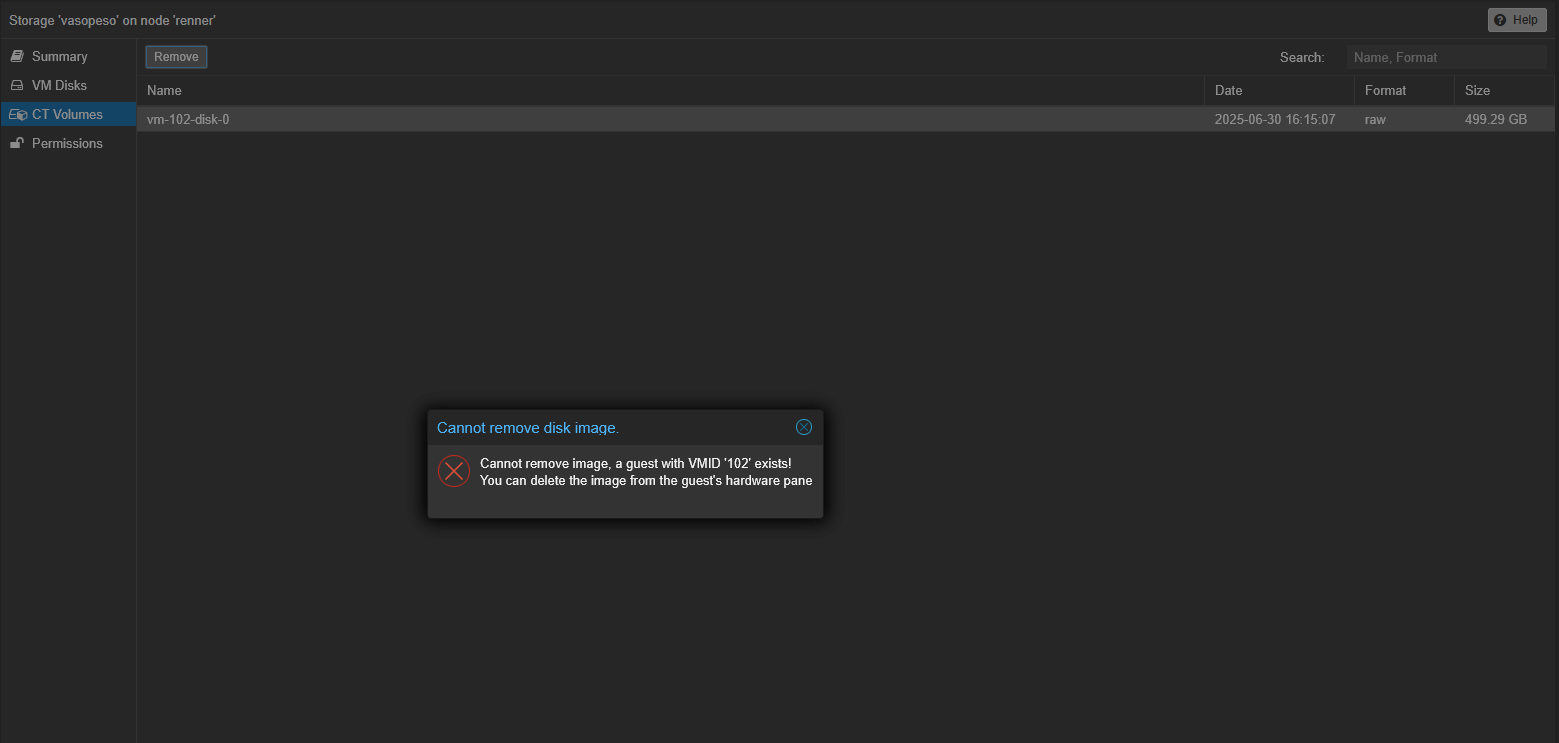 Storage 'vasopeso' on node 'renner'
Help
Summary
VM Disks
CT Volumes
Permissions
Remove
Search:
Name, Format
Name
Date
Format
Size
vm-102-disk-0
2025-06-30 16:15:07
raw
499.29 GB
Cannot remove disk image.
Cannot remove image, a guest with VMID '102' exists!
You can delete the image from the guest's hardware pane